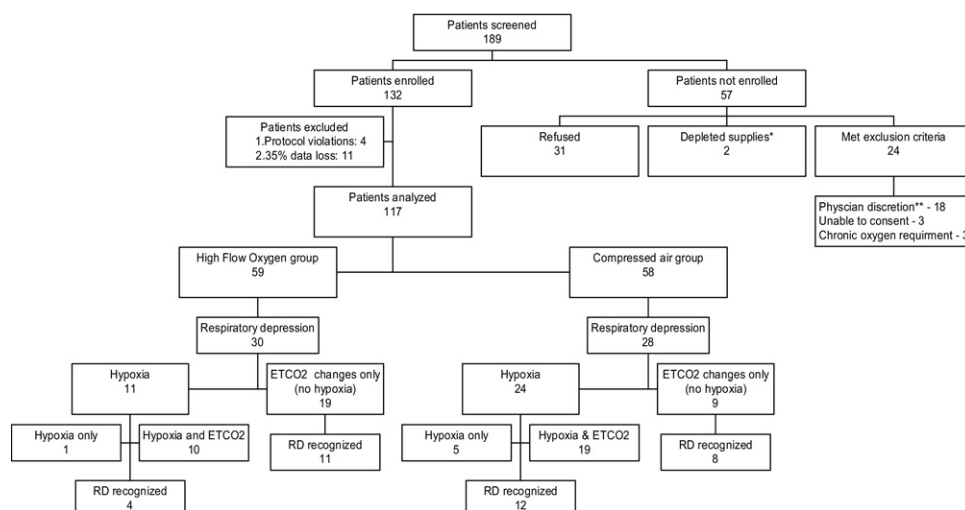 Patients screened
189
Patients enrolled
132
Patients not enrolled
57
Patients excluded
1.Protocol violations: 4
2.35% data loss: 11
Refused
31
Depleted supplies*
2
Met exclusion criteria
24
Physcian discretion** - 18
Unable to consent - 3
Chronic oxygen requirment - 3
Patients analyzed
117
High Flow Oxygen group
59
Compressed air group
58
Respiratory depression
30
Respiratory depression
28
Hypoxia
11
ETCO2 changes only
(no hypoxia)
19
Hypoxia
24
ETCO2 changes only
(no hypoxia)
9
Hypoxia only
1
Hypoxia and ETCO2
10
RD recognized
11
Hypoxia only
5
Hypoxia & ETCO2
19
RD recognized
8
RD recognized
4
RD recognized
12